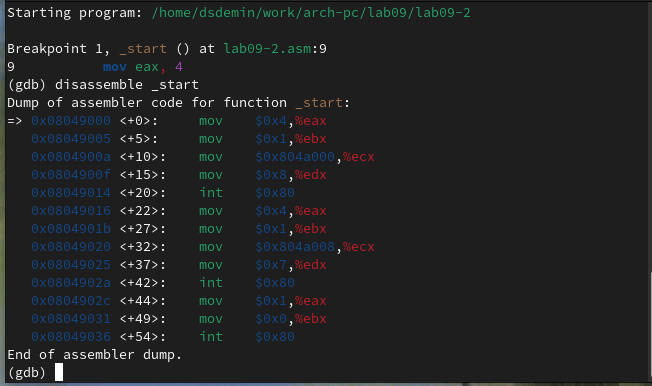 Starting program: /home/dsdemin/work/arch-pc/lab09/lab09-2
Breakpoint 1, _start () at lab09-2.asm:9
9           mov eax, 4
(gdb) disassemble _start
Dump of assembler code for function _start:
=> 0x08049000 <+0>:     mov    $0x4,%eax
   0x08049005 <+5>:     mov    $0x1,%ebx
   0x0804900a <+10>:    mov    $0x804a000,%ecx
   0x0804900f <+15>:    mov    $0x8,%edx
   0x08049014 <+20>:    int    $0x80
   0x08049016 <+22>:    mov    $0x4,%eax
   0x0804901b <+27>:    mov    $0x1,%ebx
   0x08049020 <+32>:    mov    $0x804a008,%ecx
   0x08049025 <+37>:    mov    $0x7,%edx
   0x0804902a <+42>:    int    $0x80
   0x0804902c <+44>:    mov    $0x1,%eax
   0x08049031 <+49>:    mov    $0x0,%ebx
   0x08049036 <+54>:    int    $0x80
End of assembler dump.
(gdb)